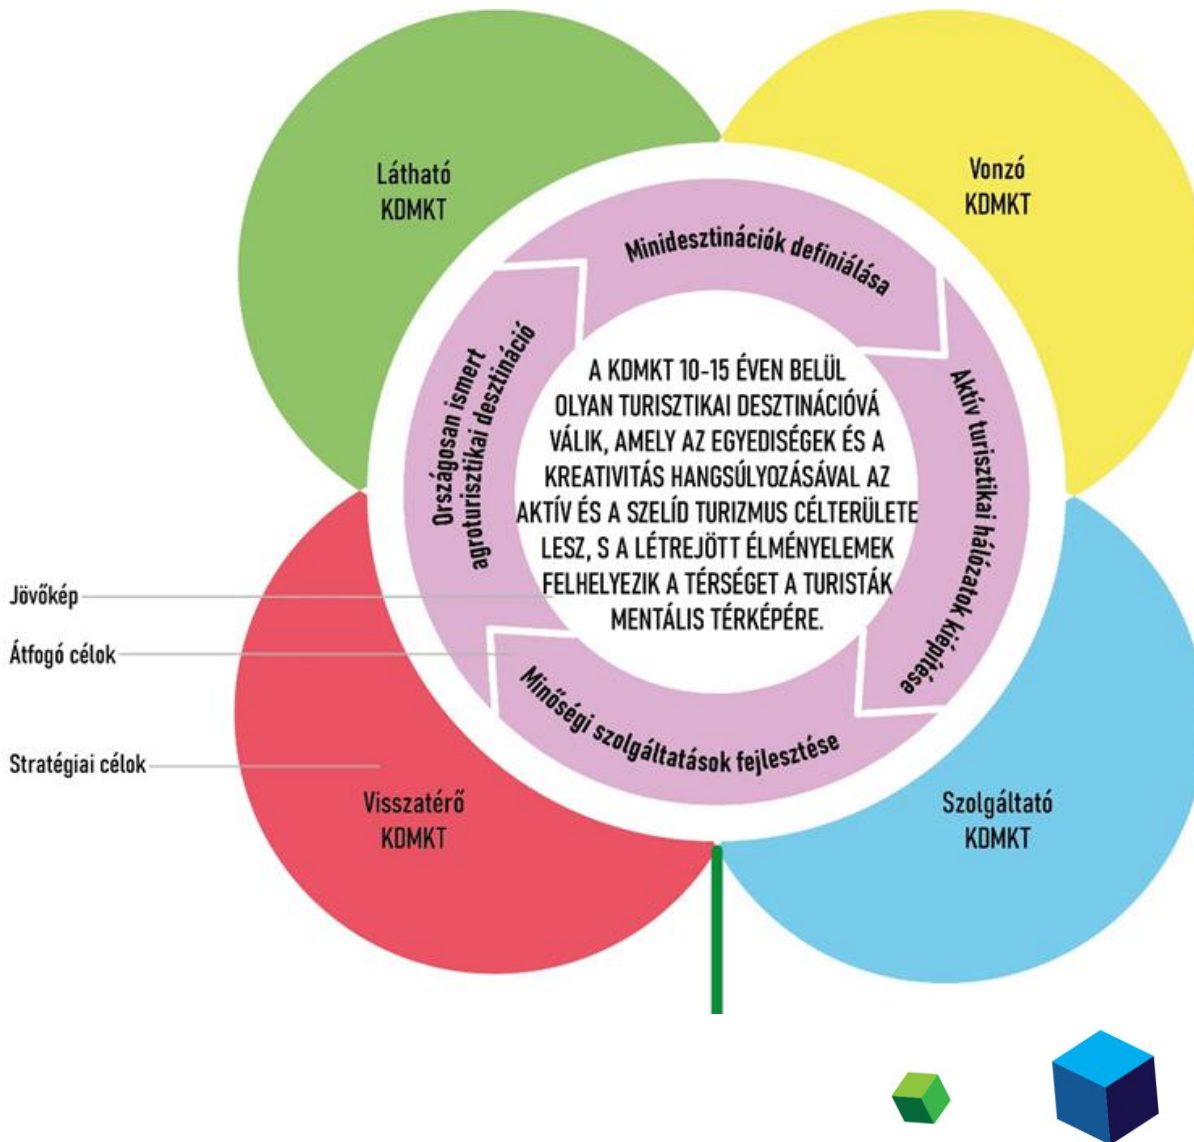 Látható
KDMKT
Vonzó
KDMKT
Minidesztinációk definiálása
Országosan ismert
agroturisztikai desztináció
Aktív turisztikai hálózatok kiépítése
A KDMKT 10-15 ÉVEN BELÜL
OLYAN TURISZTIKAI DESZTINÁCIÓVÁ
VÁLIK, AMELY AZ EGYEDISÉGEK ÉS A
KREATIVITÁS HANGSÚLYOZÁSÁVAL AZ
AKTÍV ÉS A SZELÍD TURIZMUS CÉLTERÜLETE
LESZ, S A LÉTREJÖTT ÉLMÉNYELEMEK
FELHELYEZIK A TÉRSÉGET A TURISTÁK
MENTÁLIS TÉRKÉPÉRE.
Jövőkép
Átfogó célok
Minőségi szolgáltatások fejlesztése
Stratégiai célok
Visszatérő
KDMKT
Szolgáltató
KDMKT